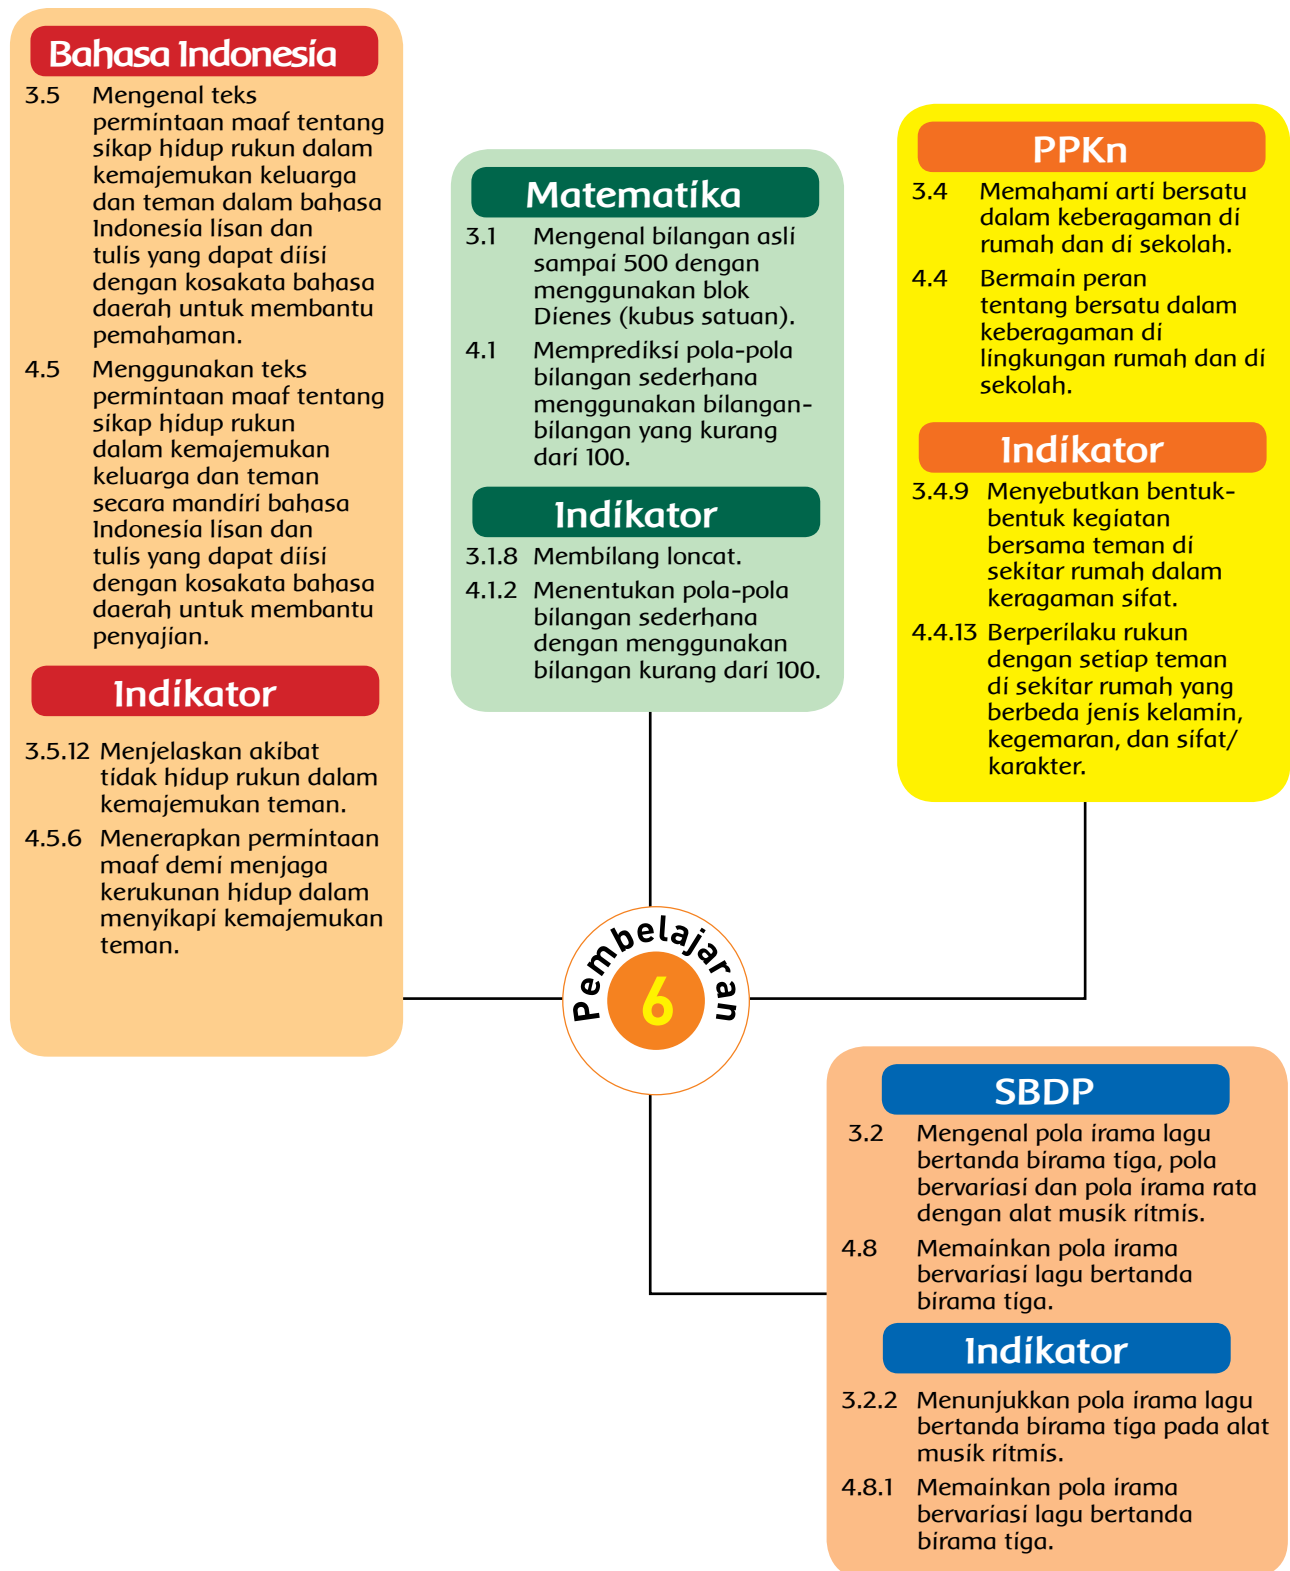 Bahasa Indonesia
3.5 Mengenal teks
permintaan maaf tentang
sikap hidup rukun dalam
kemajemukan keluarga
dan teman dalam bahasa
Indonesia lisan dan
tulis yang dapat diisi
dengan kosakata bahasa
daerah untuk membantu
pemahaman.
4.5 Menggunakan teks
permintaan maaf tentang
sikap hidup rukun
dalam kemajemukan
keluarga dan teman
secara mandiri bahasa
Indonesia lisan dan
tulis yang dapat diisi
dengan kosakata bahasa
daerah untuk membantu
penyajian.
Indikator
3.5.12 Menjelaskan akibat
tidak hidup rukun dalam
kemajemukan teman.
4.5.6 Menerapkan permintaan
maaf demi menjaga
kerukunan hidup dalam
menyikapi kemajemukan
teman.
Matematika
3.1 Mengenal bilangan asli
sampai 500 dengan
menggunakan blok
Dienes (kubus satuan).
4.1 Memprediksi pola-pola
bilangan sederhana
menggunakan bilangan-
bilangan yang kurang
dari 100.
Indikator
3.1.8 Membilang loncat.
4.1.2 Menentukan pola-pola
bilangan sederhana
dengan menggunakan
bilangan kurang dari 100.
PPKn
3.4 Memahami arti bersatu
dalam keberagaman di
rumah dan di sekolah.
4.4 Bermain peran
tentang bersatu dalam
keberagaman di
lingkungan rumah dan di
sekolah.
Indikator
3.4.9 Menyebutkan bentuk-
bentuk kegiatan
bersama teman di
sekitar rumah dalam
keragaman sifat.
4.4.13 Berperilaku rukun
dengan setiap teman
di sekitar rumah yang
berbeda jenis kelamin,
kegemaran, dan sifat/
karakter.
Pembelajaran
6
SBDP
3.2 Mengenal pola irama lagu
bertanda birama tiga, pola
bervariasi dan pola irama rata
dengan alat musik ritmis.
4.8 Memainkan pola irama
bervariasi lagu bertanda
birama tiga.
Indikator
3.2.2 Menunjukkan pola irama lagu
bertanda birama tiga pada alat
musik ritmis.
4.8.1 Memainkan pola irama
bervariasi lagu bertanda
birama tiga.